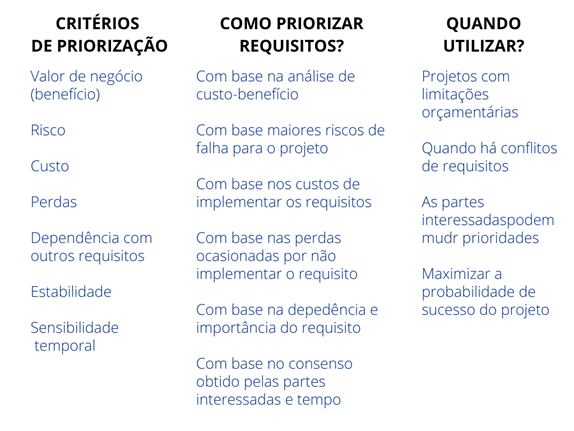 CRITÉRIOS
DE PRIORIZAÇÃO
Valor de negócio
(benefício)
Risco
Custo
Perdas
Dependência com
outros requisitos
Estabilidade
Sensibilidade
temporal
COMO PRIORIZAR
REQUISITOS?
Com base na análise de
custo-benefício
Com base maiores riscos de
falha para o projeto
Com base nos custos de
implementar os requisitos
Com base nas perdas
ocasionadas por não
implementar o requisito
Com base na depedência e
importância do requisito
Com base no consenso
obtido pelas partes
interessadas e tempo
QUANDO
UTILIZAR?
Projetos com
limitações
orçamentárias
Quando há conflitos
de requisitos
As partes
interessadaspodem
mudr prioridades
Maximizar a
probabilidade de
sucesso do projeto